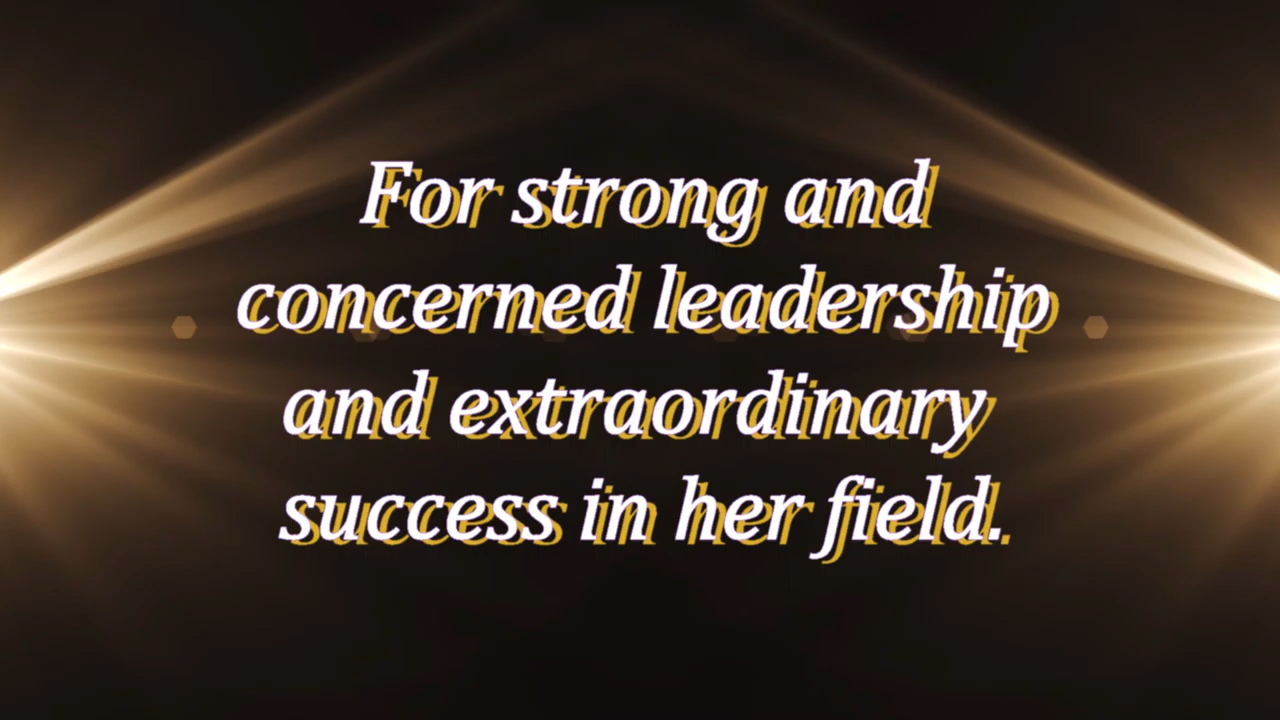 For strong and
concerned leadership
and extraordinary
success in her field.